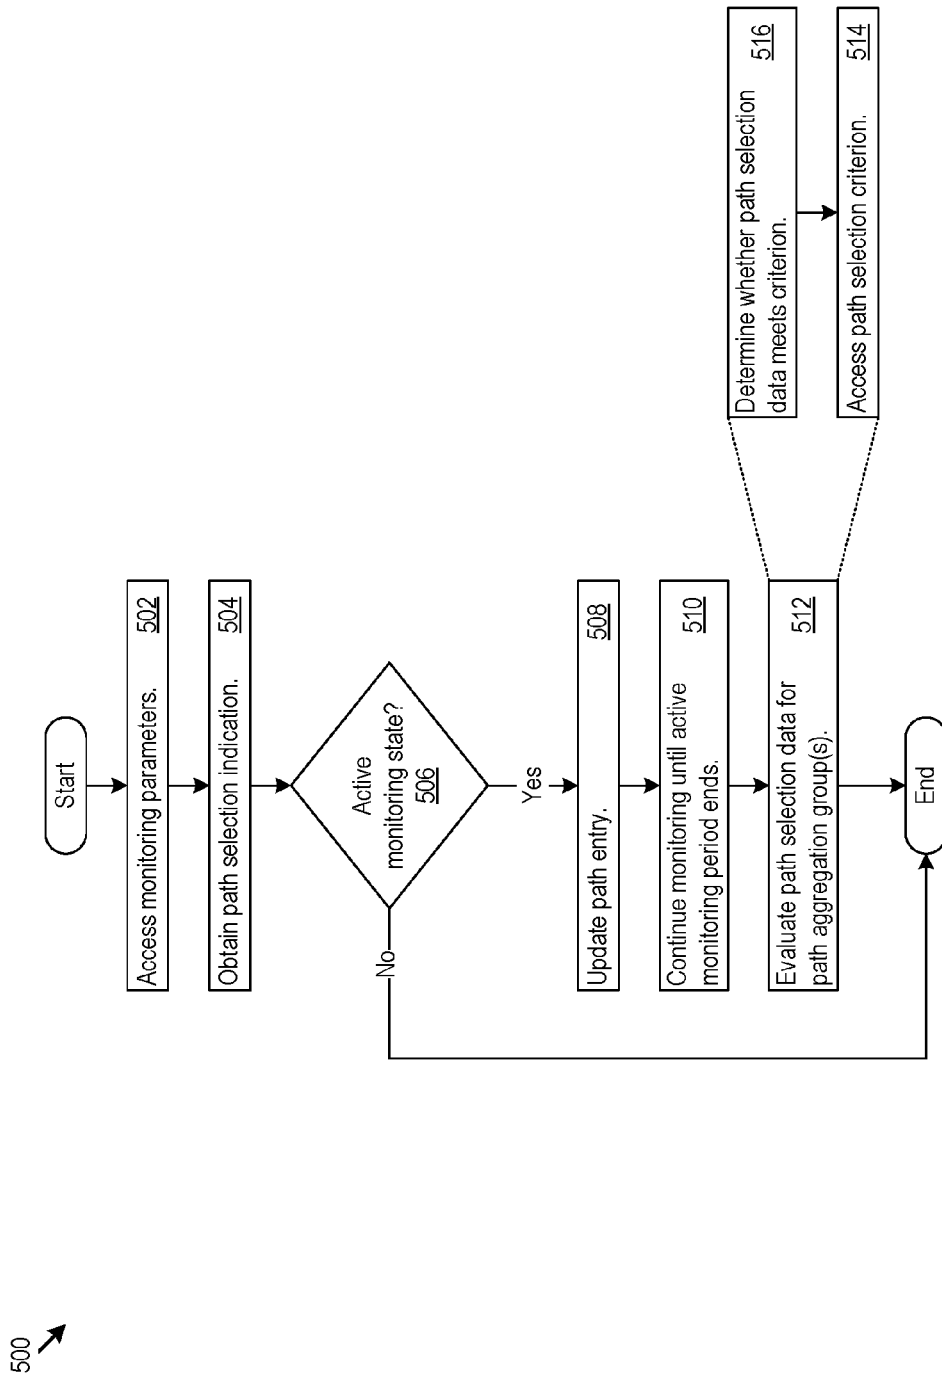 500
Start
Access monitoring parameters. 502
Obtain path selection indication. 504
Active
monitoring state?
506
No
Yes
Update path entry. 508
Continue monitoring until active
monitoring period ends. 510
Evaluate path selection data for
path aggregation group(s). 512
End
Determine whether path selection
data meets criterion. 516
Access path selection criterion. 514